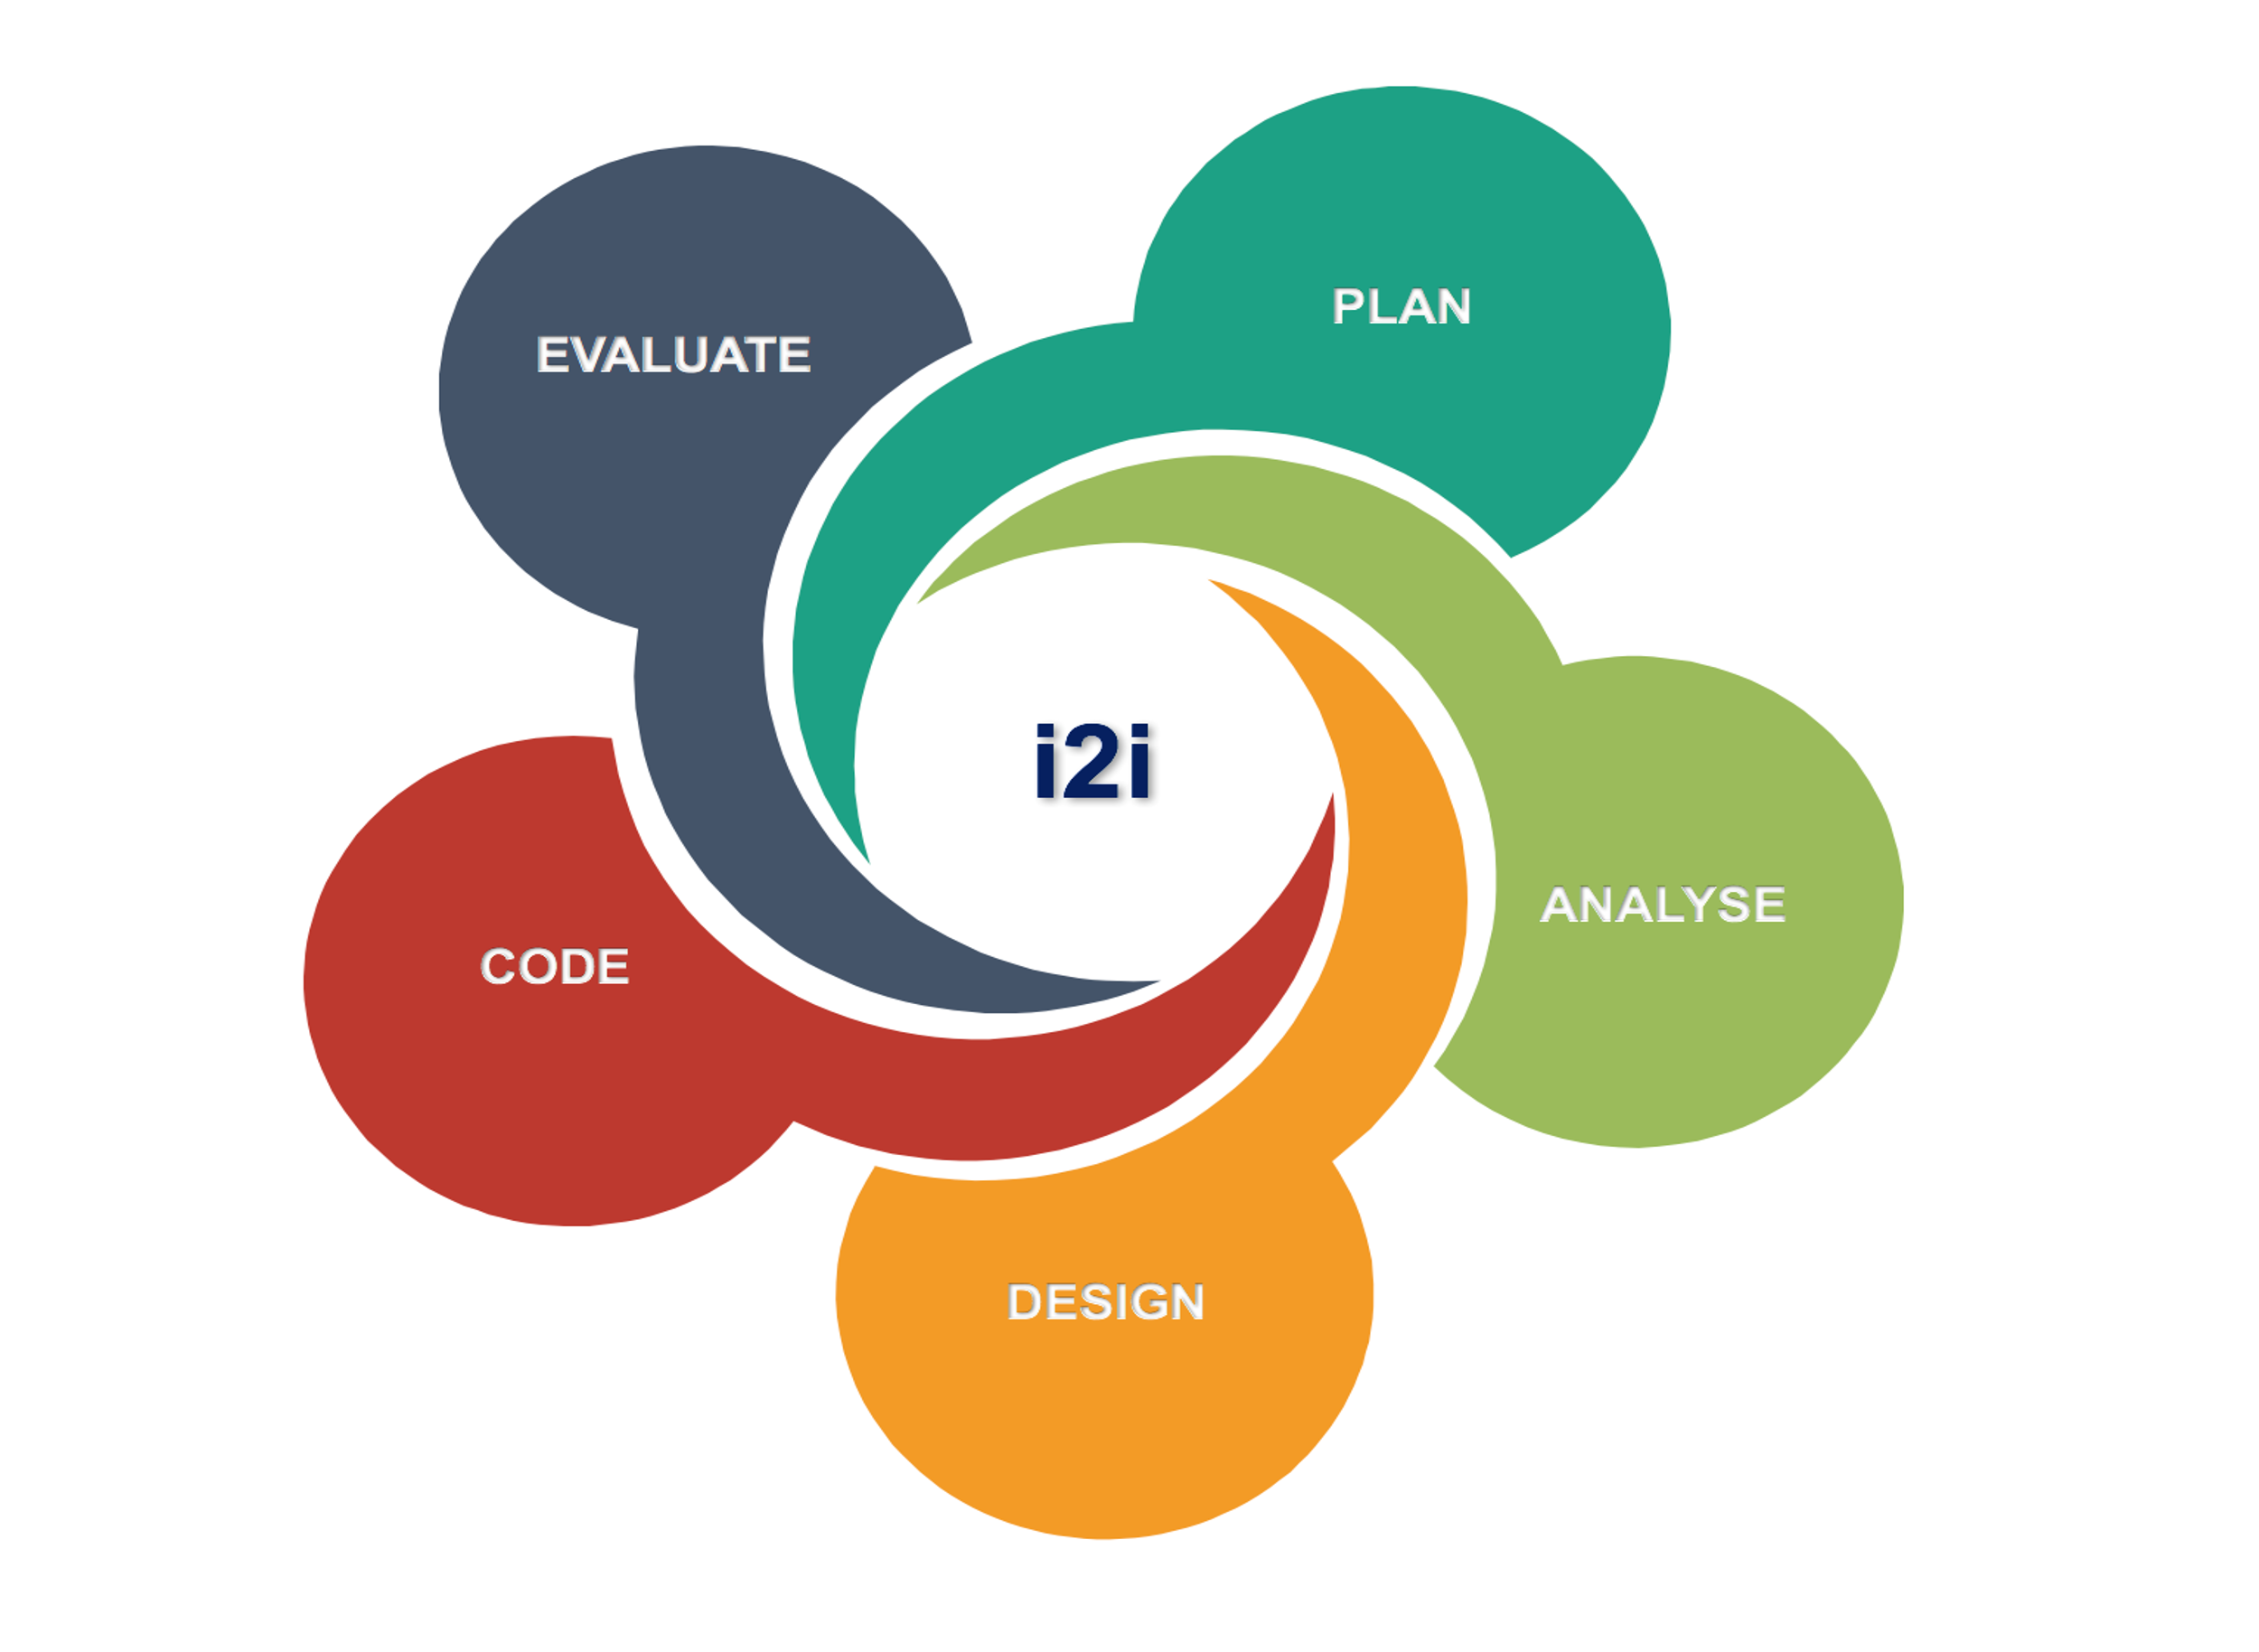 PLAN
EVALUATE
i2i
ANALYSE
CODE
DESIGN